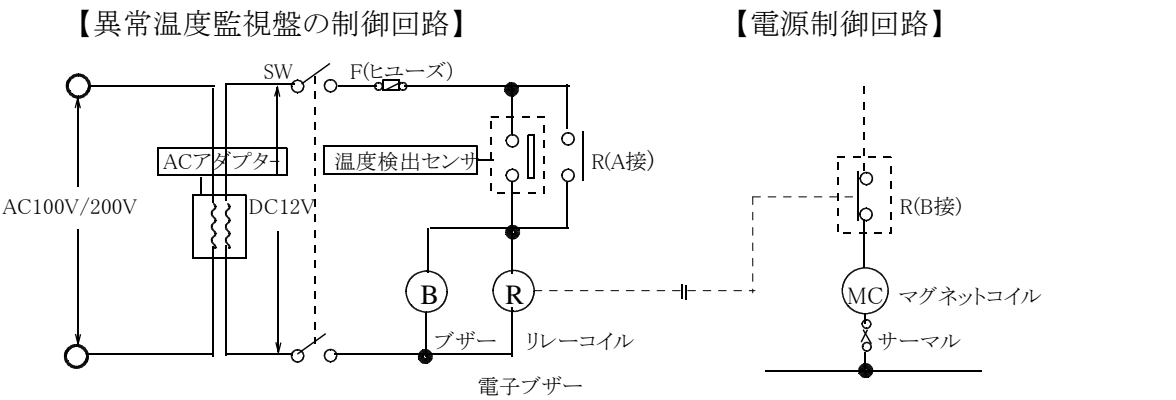 【異常温度監視盤の制御回路】
【電源制御回路】
SW
F(ヒューズ)
ACアダプター
温度検出センサ
R(A接)
AC100V/200V
DC12V
R(B接)
B
R
MC
マグネットコイル
ブザー
リレーコイル
サーマル
電子ブザー